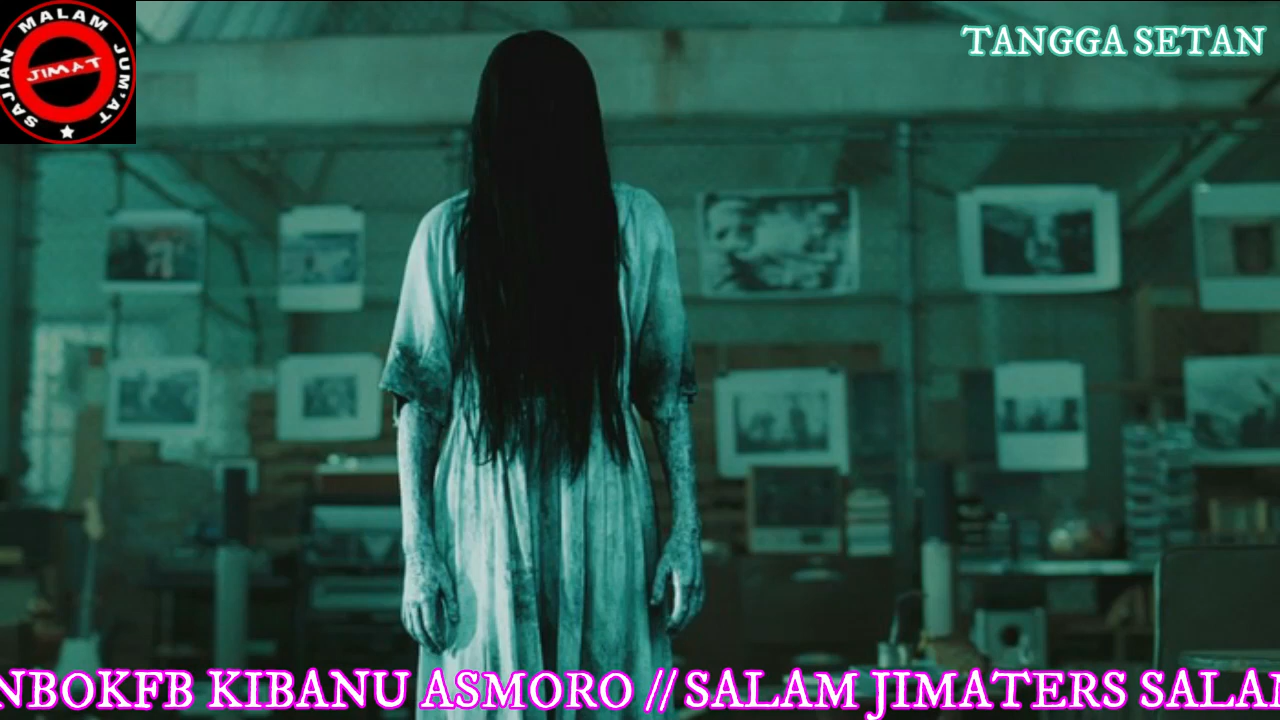 MALAM JUM'AT
SAJIAN
JIMAT
TANGGA SETAN
NBOKFB KIBANU ASMORO // SALAM JIMATERS SALAM